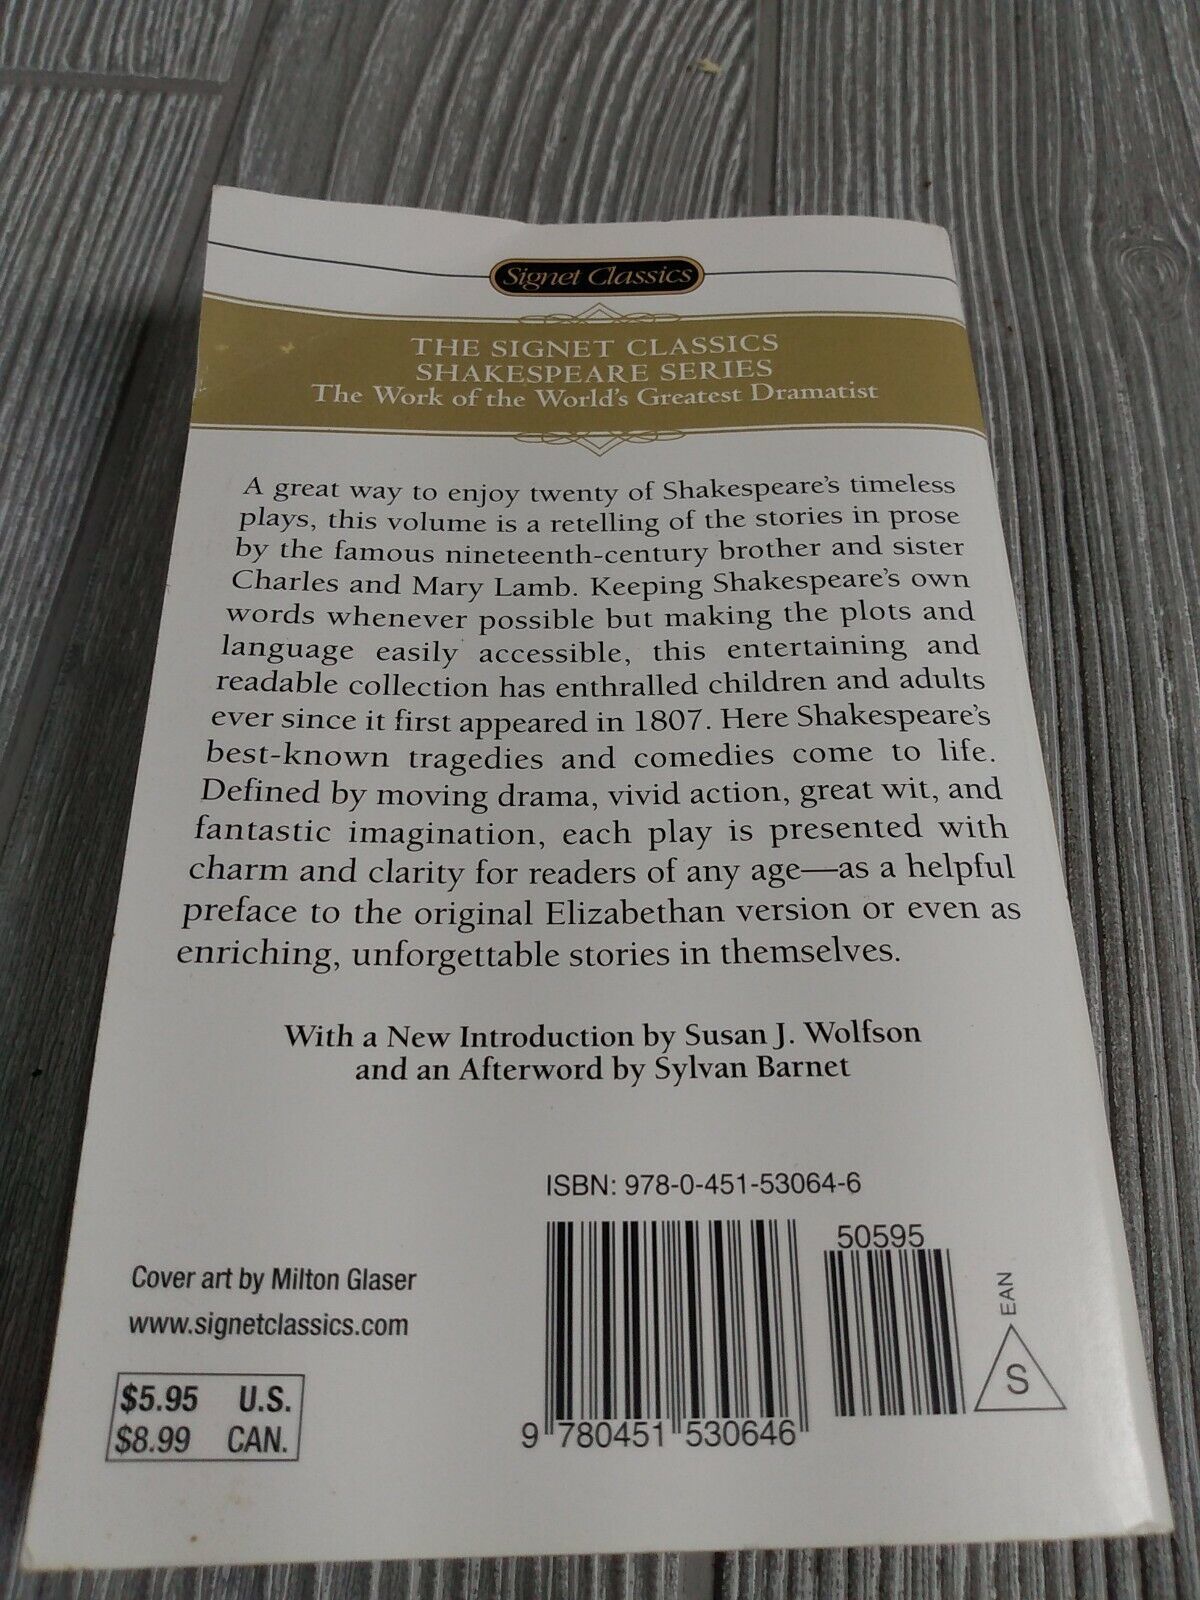 Signet Classics
THE SIGNET CLASSICS
SHAKESPEARE SERIES
The Work of the World's Greatest Dramatist
A great way to enjoy twenty of Shakespeare's timeless
plays, this volume is a retelling of the stories in prose
by the famous nineteenth-century brother and sister
Charles and Mary Lamb. Keeping Shakespeare's own
words whenever possible but making the plots and
language easily accessible, this entertaining and
readable collection has enthralled children and adults
ever since it first appeared in 1807. Here Shakespeare's
best-known tragedies and comedies come to life.
Defined by moving drama, vivid action, great wit, and
fantastic imagination, each play is presented with
charm and clarity for readers of any age—as a helpful
preface to the original Elizabethan version or even as
enriching, unforgettable stories in themselves.
With a New Introduction by Susan J. Wolfson
and an Afterword by Sylvan Barnet
ISBN: 978-0-451-53064-6
50595
EAN
S
9 780451 530646
Cover art by Milton Glaser
www.signetclassics.com
$5.95 U.S.
$8.99 CAN.